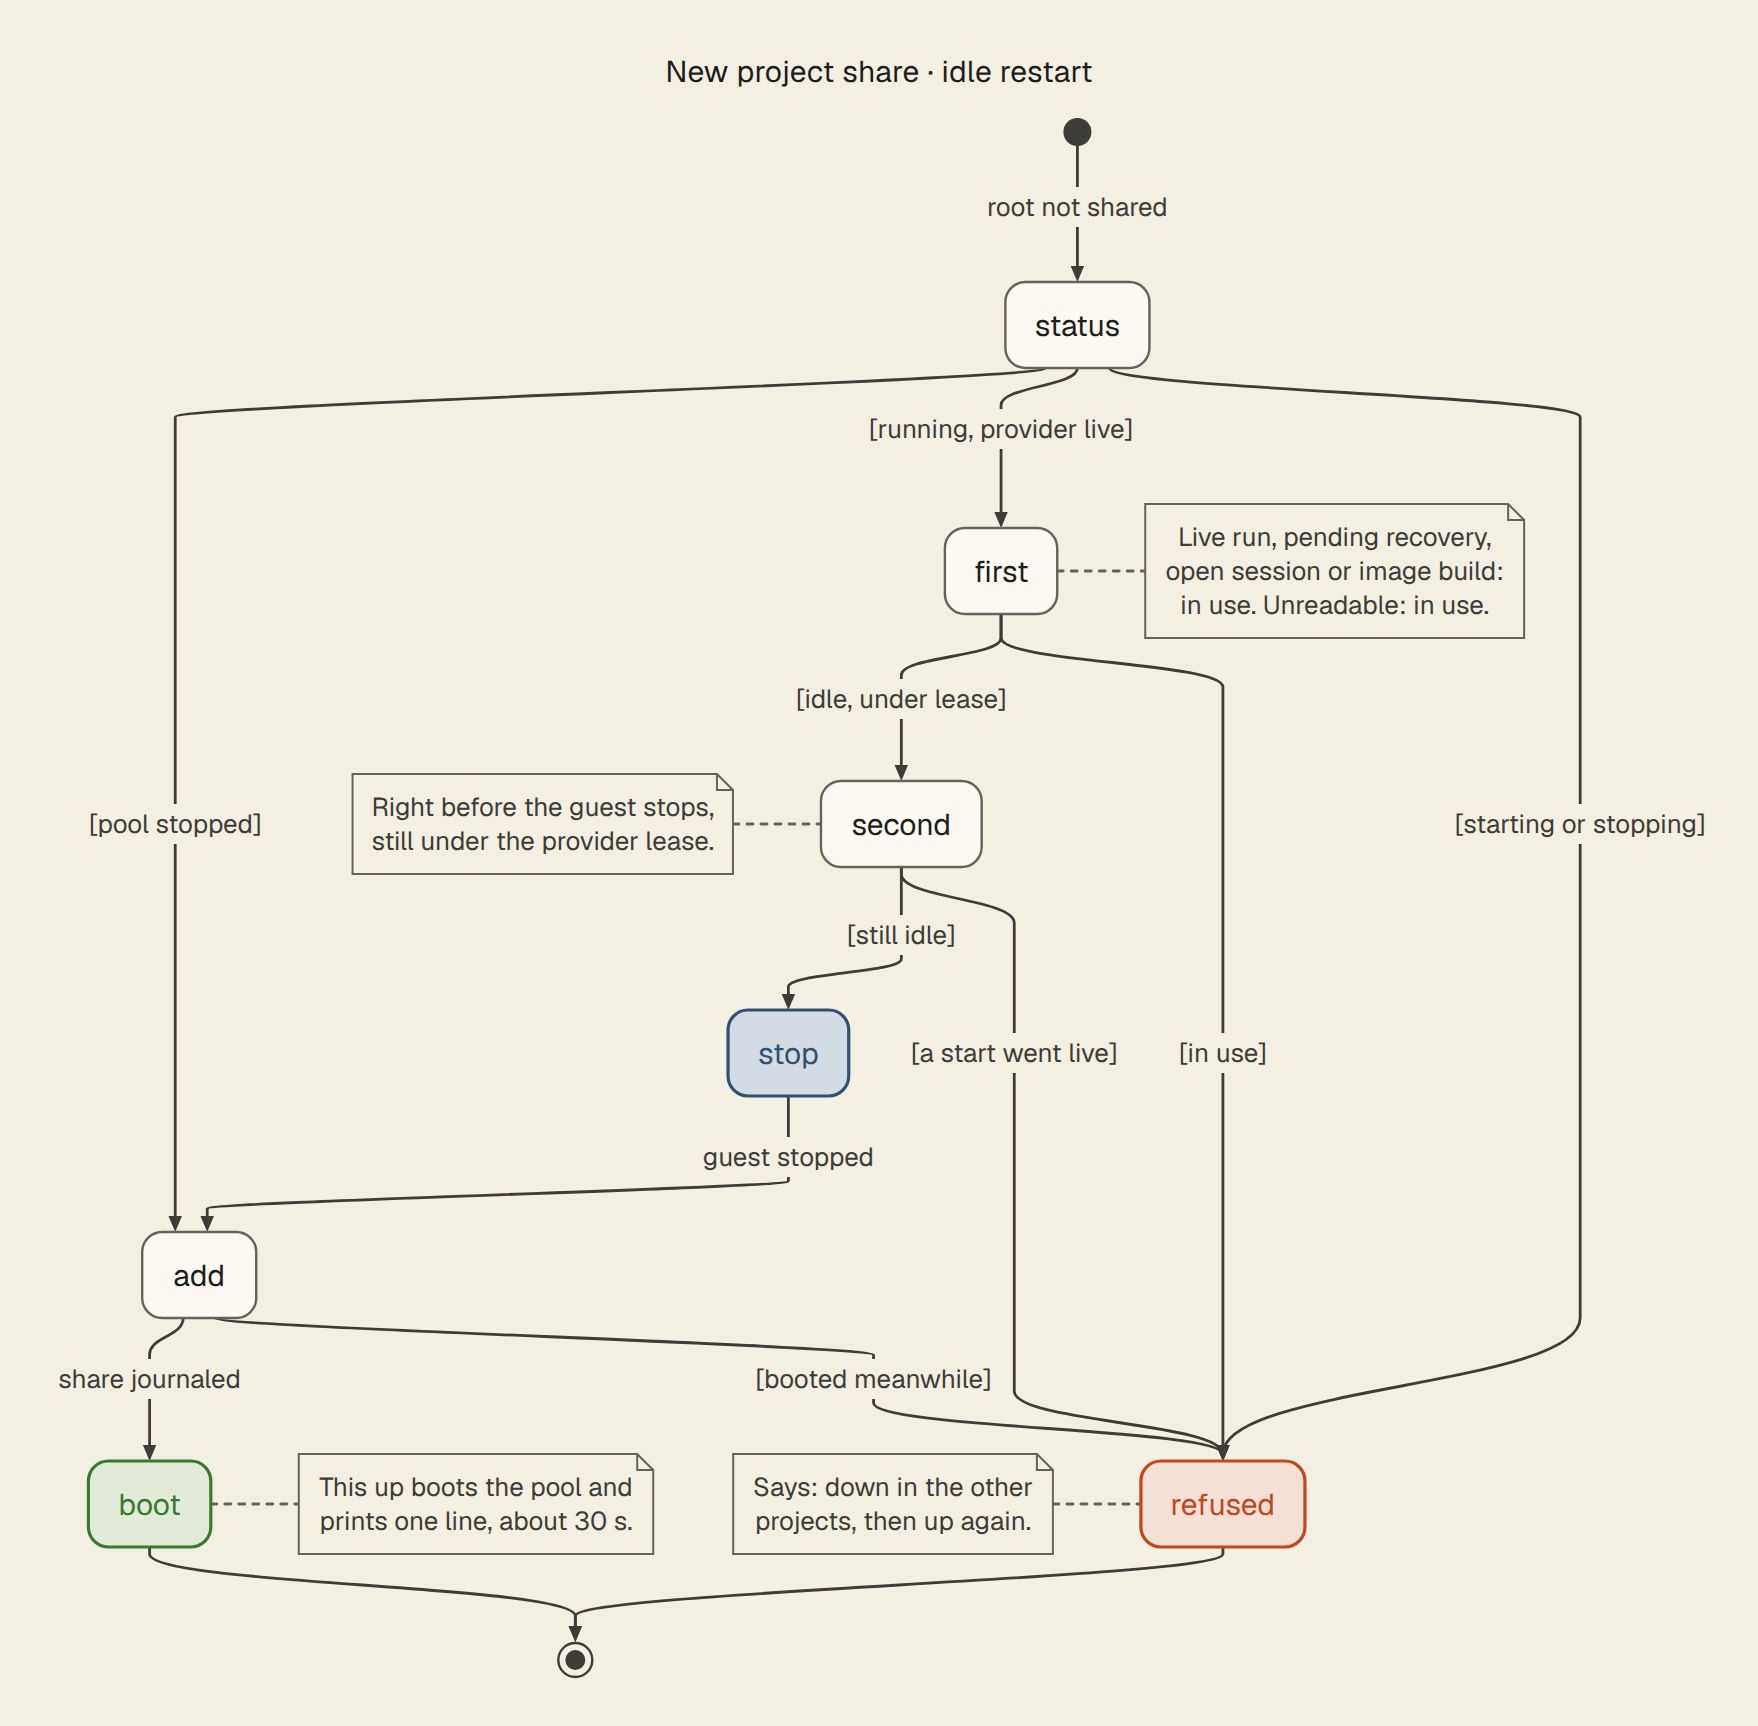 New project share · idle restart
root not shared
status
[running, provider live]
first
Live run, pending recovery,
open session or image build:
in use. Unreadable: in use.
[idle, under lease]
Right before the guest stops,
still under the provider lease.
second
[pool stopped]
[starting or stopping]
[still idle]
stop
[a start went live]
[in use]
guest stopped
add
share journaled
[booted meanwhile]
boot
This up boots the pool and
prints one line, about 30 s.
Says: down in the other
projects, then up again.
refused